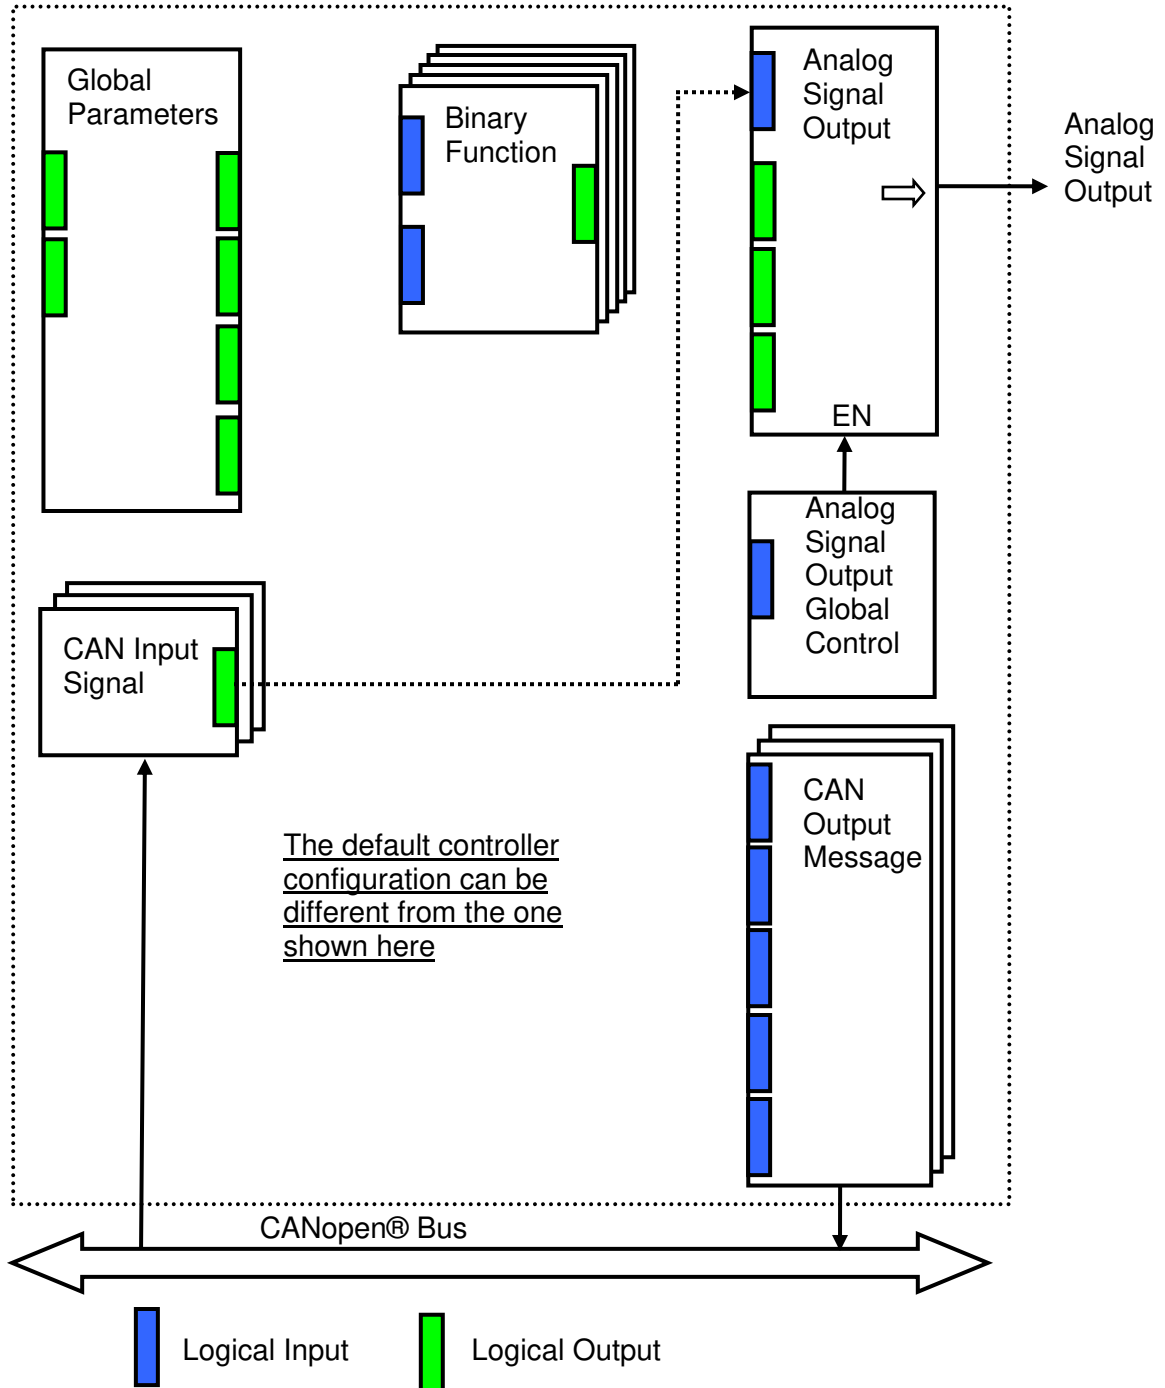 Global
Parameters
Binary
Function
Analog
Signal
Output
Analog
Signal
Output
EN
Analog
Signal
Output
Global
Control
CAN Input
Signal
The default controller
configuration can be
different from the one
shown here
CAN
Output
Message
CANopen® Bus
Logical Input
Logical Output